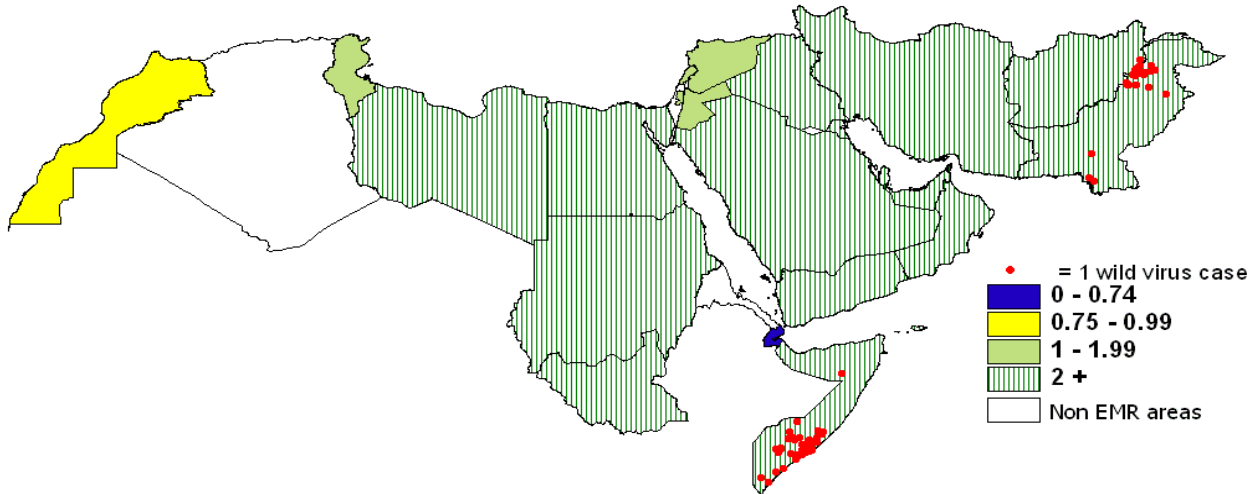 = 1 wild virus case
0 - 0.74
0.75 - 0.99
1 - 1.99
2 +
Non EMR areas